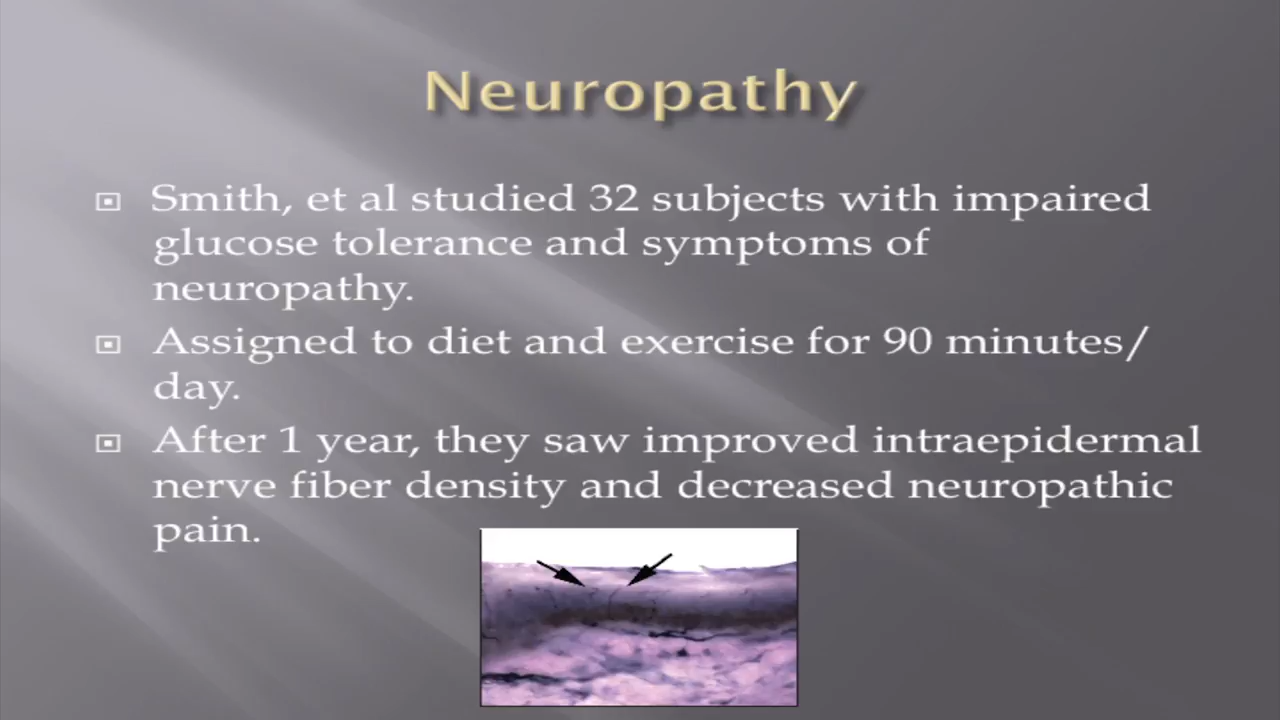 Neuropathy
Smith, et al studied 32 subjects with impaired
glucose tolerance and symptoms of
neuropathy.
Assigned to diet and exercise for 90 minutes/
day.
After 1 year, they saw improved intraepidermal
nerve fiber density and decreased neuropathic
pain.